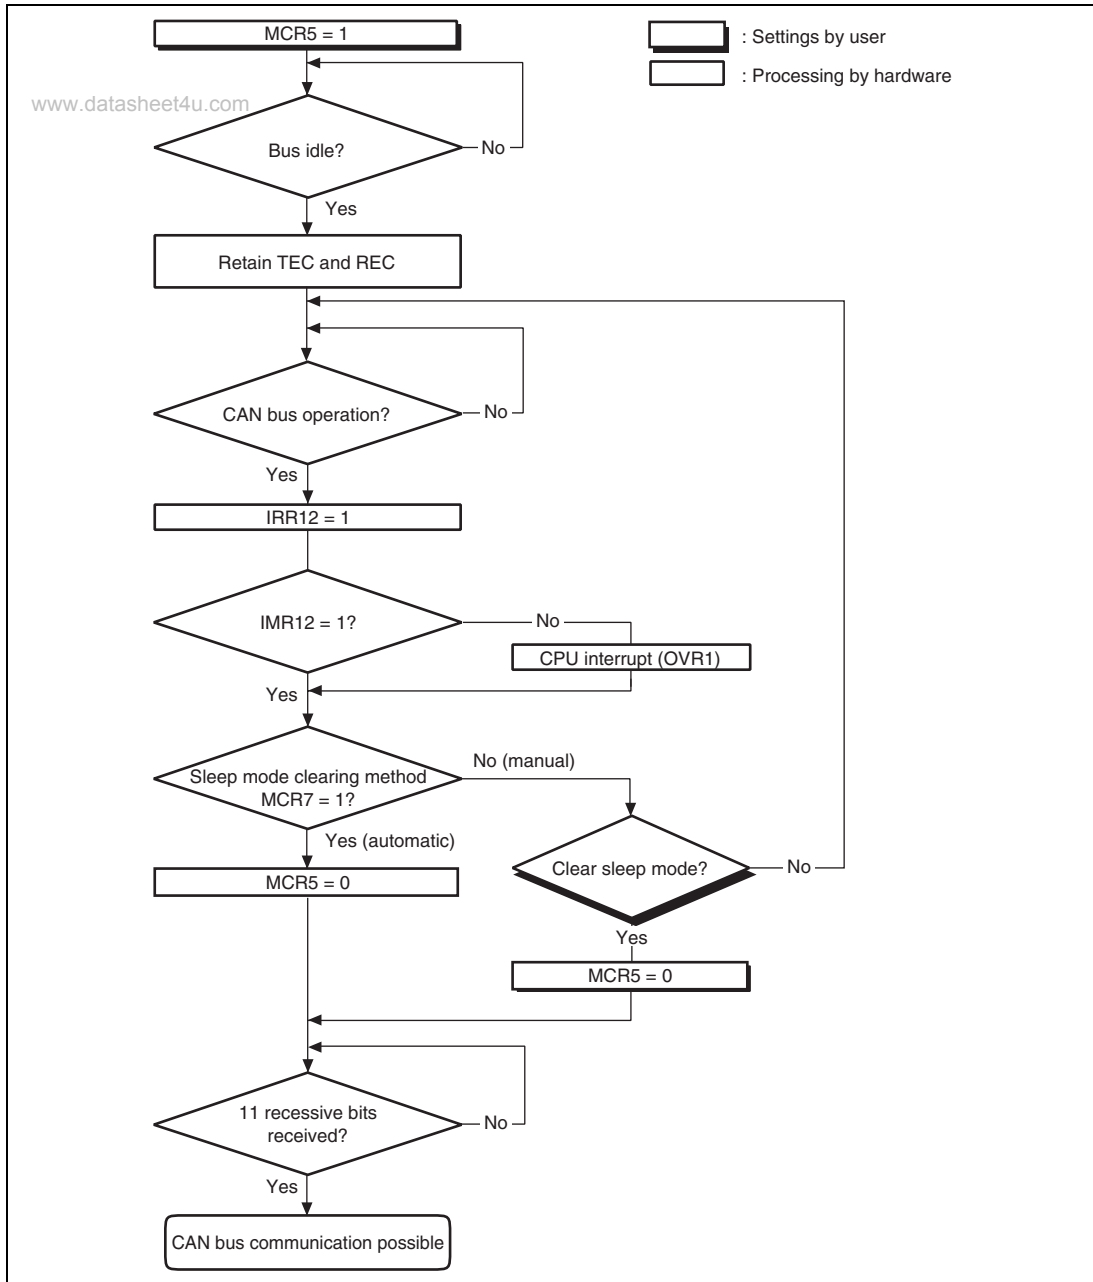 MCR5 = 1
: Settings by user
: Processing by hardware
www.datasheet4u.com
Bus idle?
No
Yes
Retain TEC and REC
CAN bus operation?
No
Yes
IRR12 = 1
IMR12 = 1?
No
CPU interrupt (OVR1)
Yes
Sleep mode clearing method
MCR7 = 1?
No (manual)
Yes (automatic)
Clear sleep mode?
No
MCR5 = 0
Yes
MCR5 = 0
11 recessive bits
received?
No
Yes
CAN bus communication possible